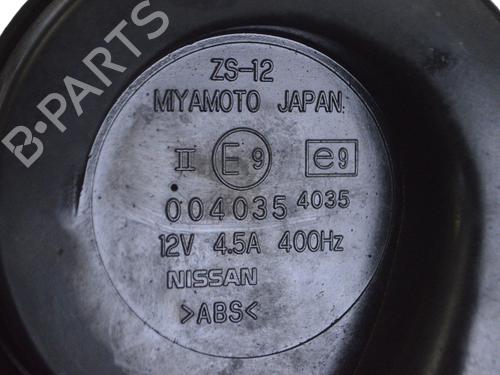 B-PARTS
ZS-12
MIYAMOTO JAPAN.
II E9 e9
004035 4035
12V 4.5A 400Hz
NISSAN
>ABS<